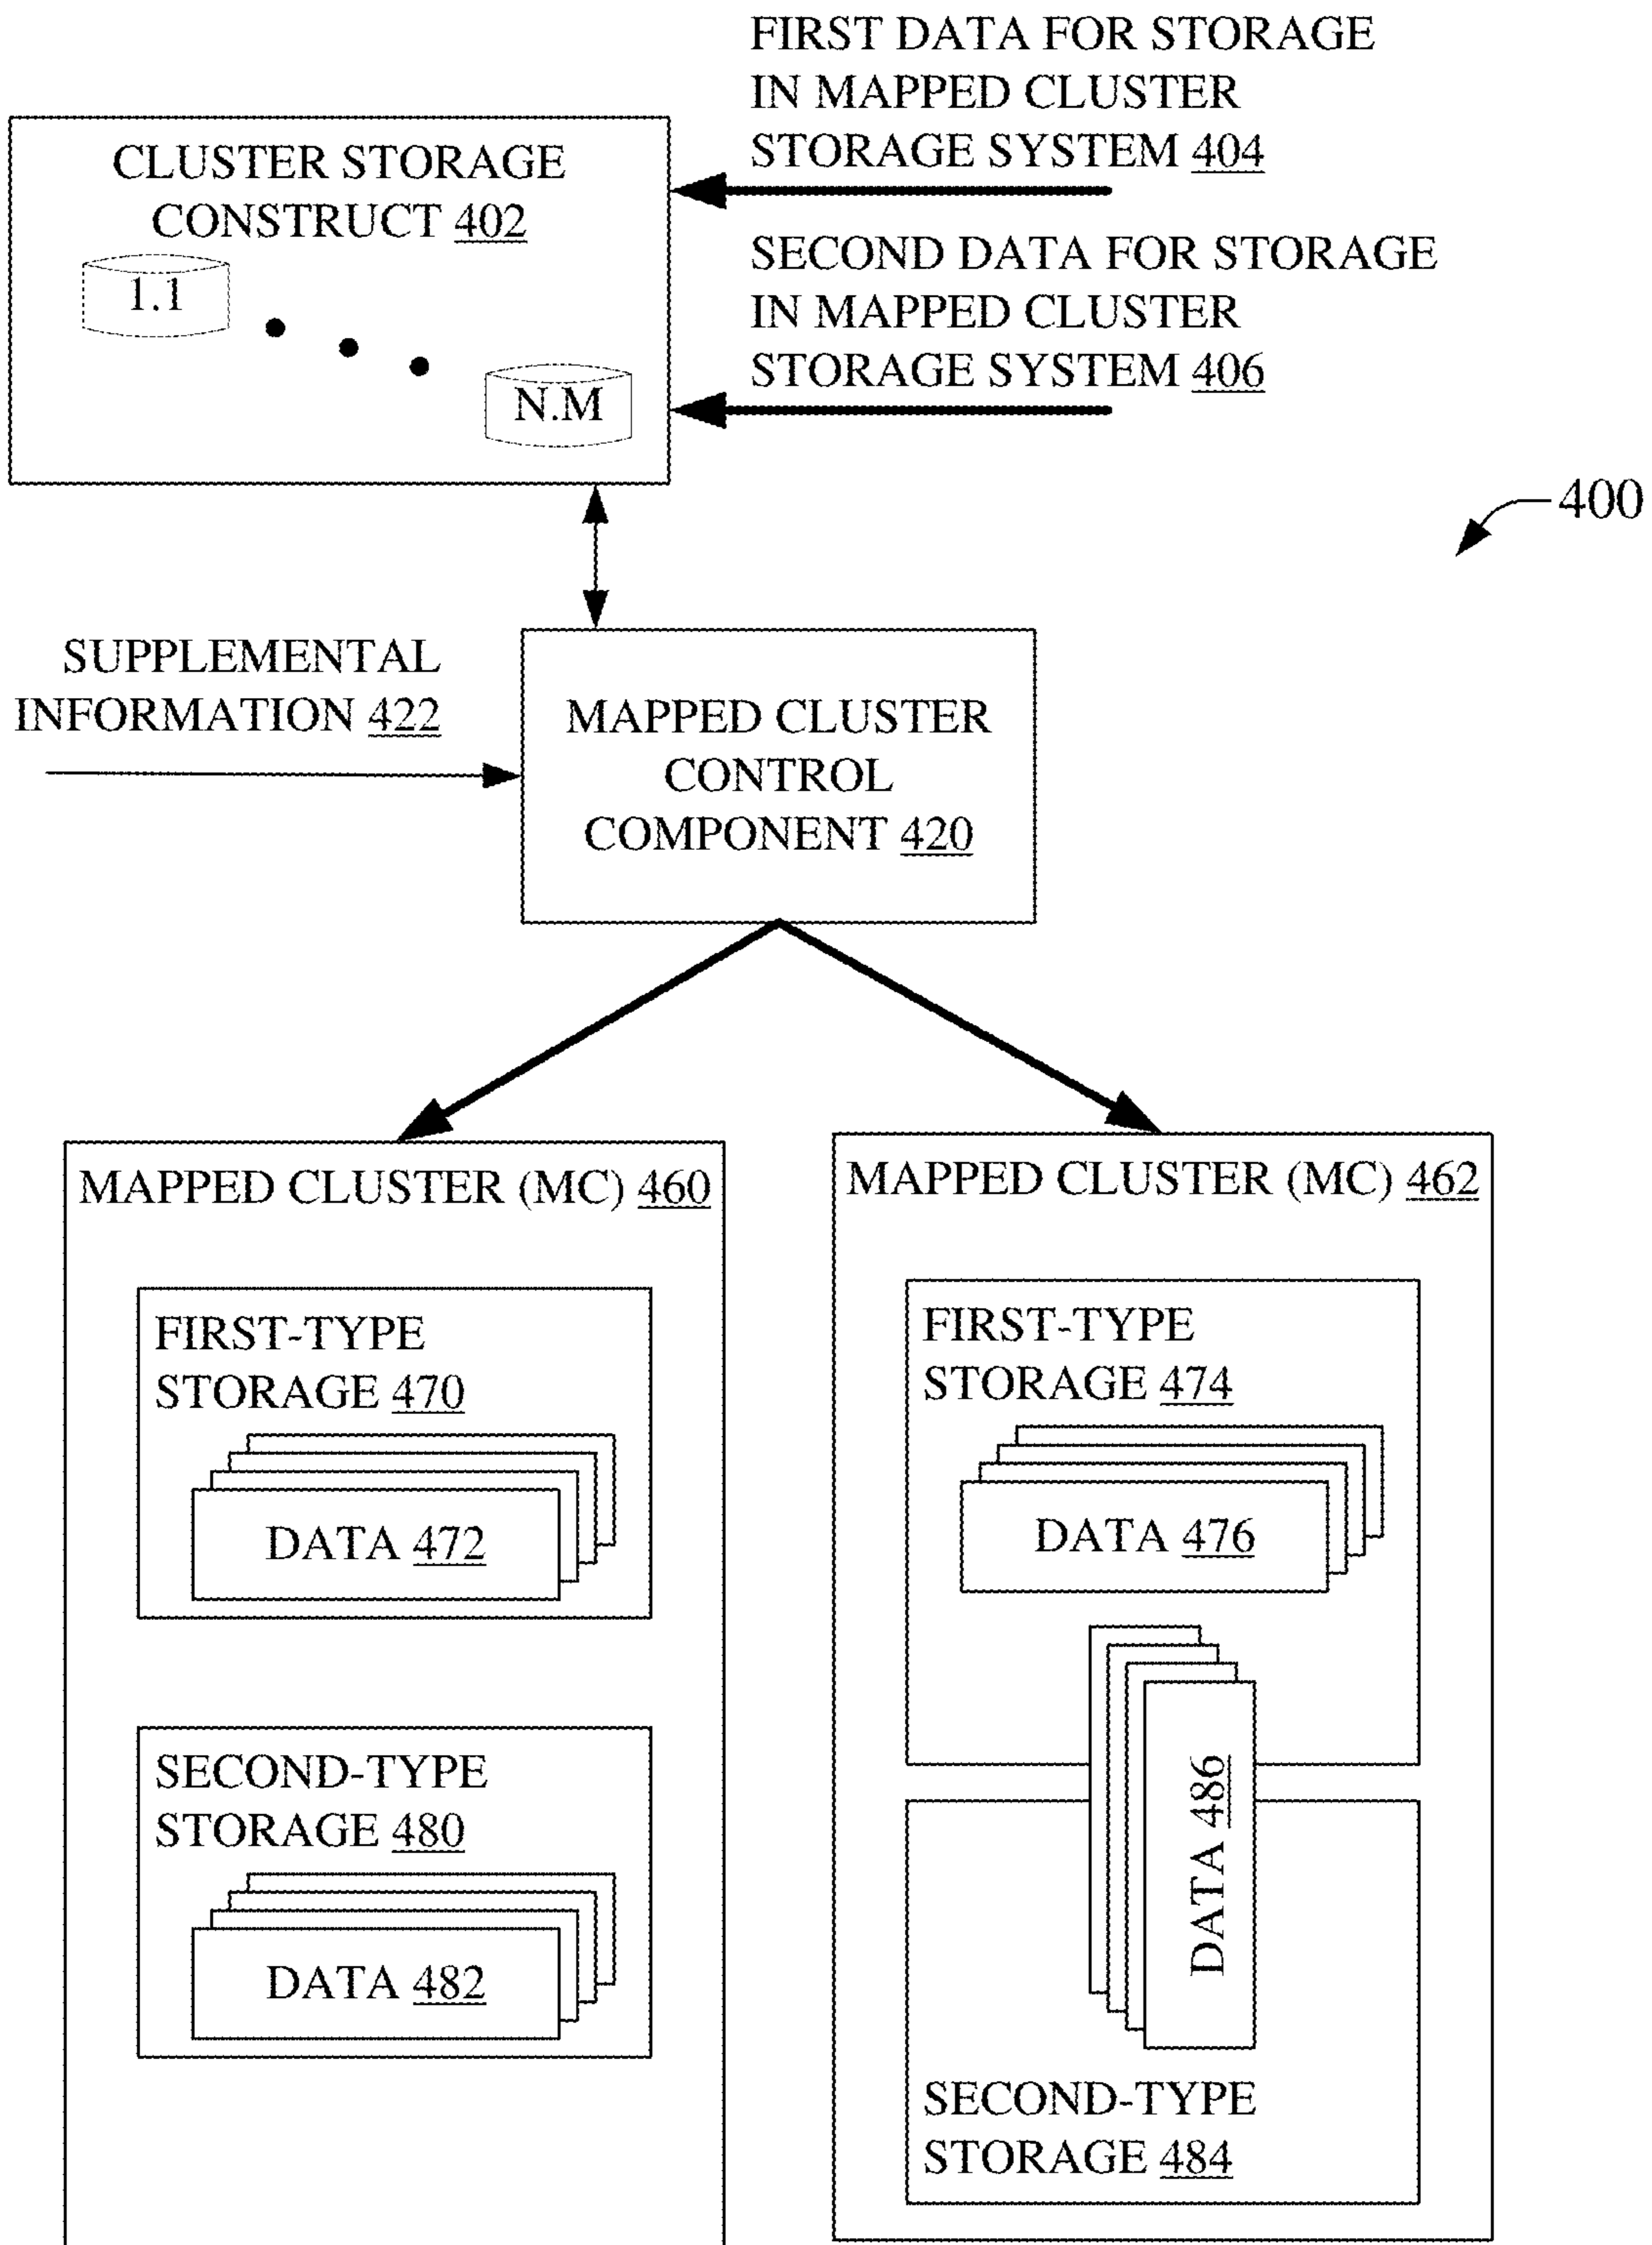 FIRST DATA FOR STORAGE
IN MAPPED CLUSTER
STORAGE SYSTEM 404
CLUSTER STORAGE
CONSTRUCT 402
1.1
N.M
SECOND DATA FOR STORAGE
IN MAPPED CLUSTER
STORAGE SYSTEM 406
400
SUPPLEMENTAL
INFORMATION 422
MAPPED CLUSTER
CONTROL
COMPONENT 420
MAPPED CLUSTER (MC) 460
FIRST-TYPE
STORAGE 470
DATA 472
SECOND-TYPE
STORAGE 480
DATA 482
MAPPED CLUSTER (MC) 462
FIRST-TYPE
STORAGE 474
DATA 476
DATA 486
SECOND-TYPE
STORAGE 484